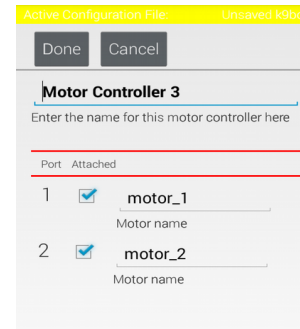 Active Configuration File: Unsaved k9b
Done Cancel
Motor Controller 3
Enter the name for this motor controller here
Port Attached
1 motor_1
Motor name
2 motor_2
Motor name